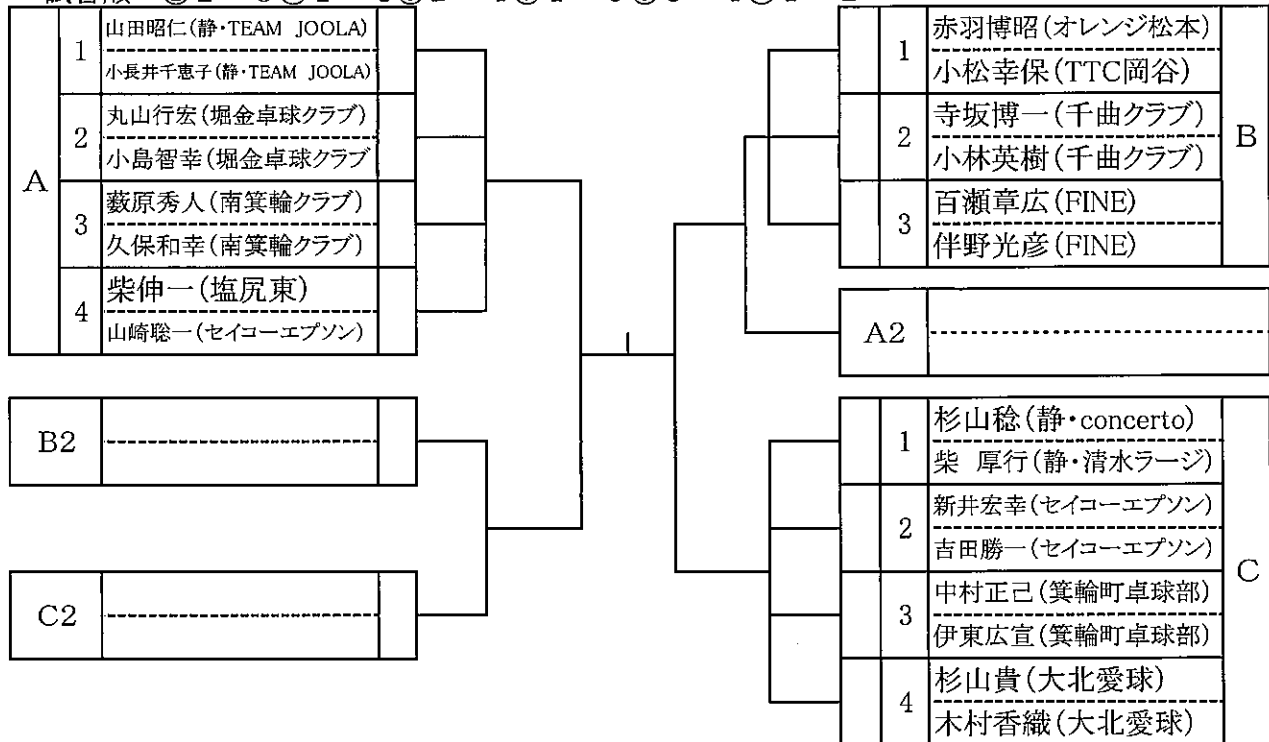 A
1
山田昭仁(静・TEAM JOOLA)
小長井千恵子(静・TEAM JOOLA)
2
丸山行宏(堀金卓球クラブ)
小島智幸(堀金卓球クラブ
3
薮原秀人(南箕輪クラブ)
久保和幸(南箕輪クラブ)
4
柴伸一(塩尻東)
山崎聡一(セイコーエプソン)
B2
C2
B
1
赤羽博昭(オレンジ松本)
小松幸保(TTC岡谷)
2
寺坂博一(千曲クラブ)
小林英樹(千曲クラブ)
3
百瀬章広(FINE)
伴野光彦(FINE)
A2
C
1
杉山稔(静・concerto)
柴 厚行(静・清水ラージ)
2
新井宏幸(セイコーエプソン)
吉田勝一(セイコーエプソン)
3
中村正己(箕輪町卓球部)
伊東広宣(箕輪町卓球部)
4
杉山貴(大北愛球)
木村香織(大北愛球)